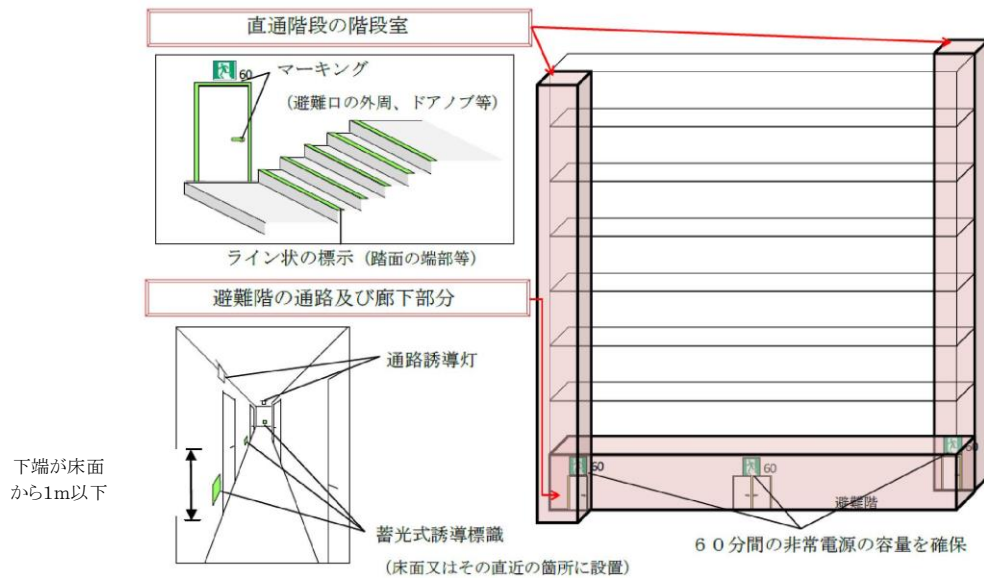 直通階段の階段室
60
マーキング
(避難口の外周、ドアノブ等)
ライン状の標示(踏面の端部等)
避難階の通路及び廊下部分
通路誘導灯
下端が床面
から1m以下
蓄光式誘導標識
(床面又はその直近の箇所に設置)
60
60
60
避難階
60分間の非常電源の容量を確保